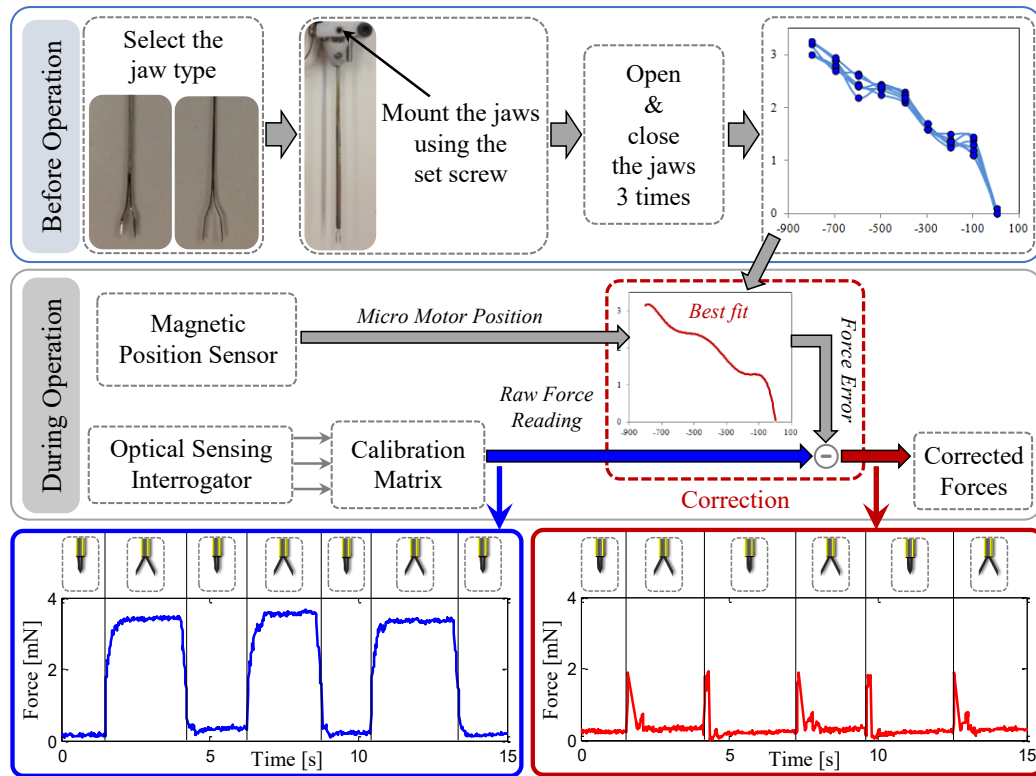 Before Operation
Select the
jaw type
Mount the jaws
using the
set screw
Open
&
close
the jaws
3 times
3
2
1
0
-900 -700 -500 -300 -100 100
During Operation
Magnetic
Position Sensor
Micro Motor Position
Best fit
3
2
1
0
-900 -700 -500 -300 -100 100
Force Error
Raw Force
Reading
Optical Sensing
Interrogator
Calibration
Matrix
−
Corrected
Forces
Correction
Force [mN]
4
2
0
0 5 10 15
Time [s]
Force [mN]
4
2
0
0 5 10 15
Time [s]